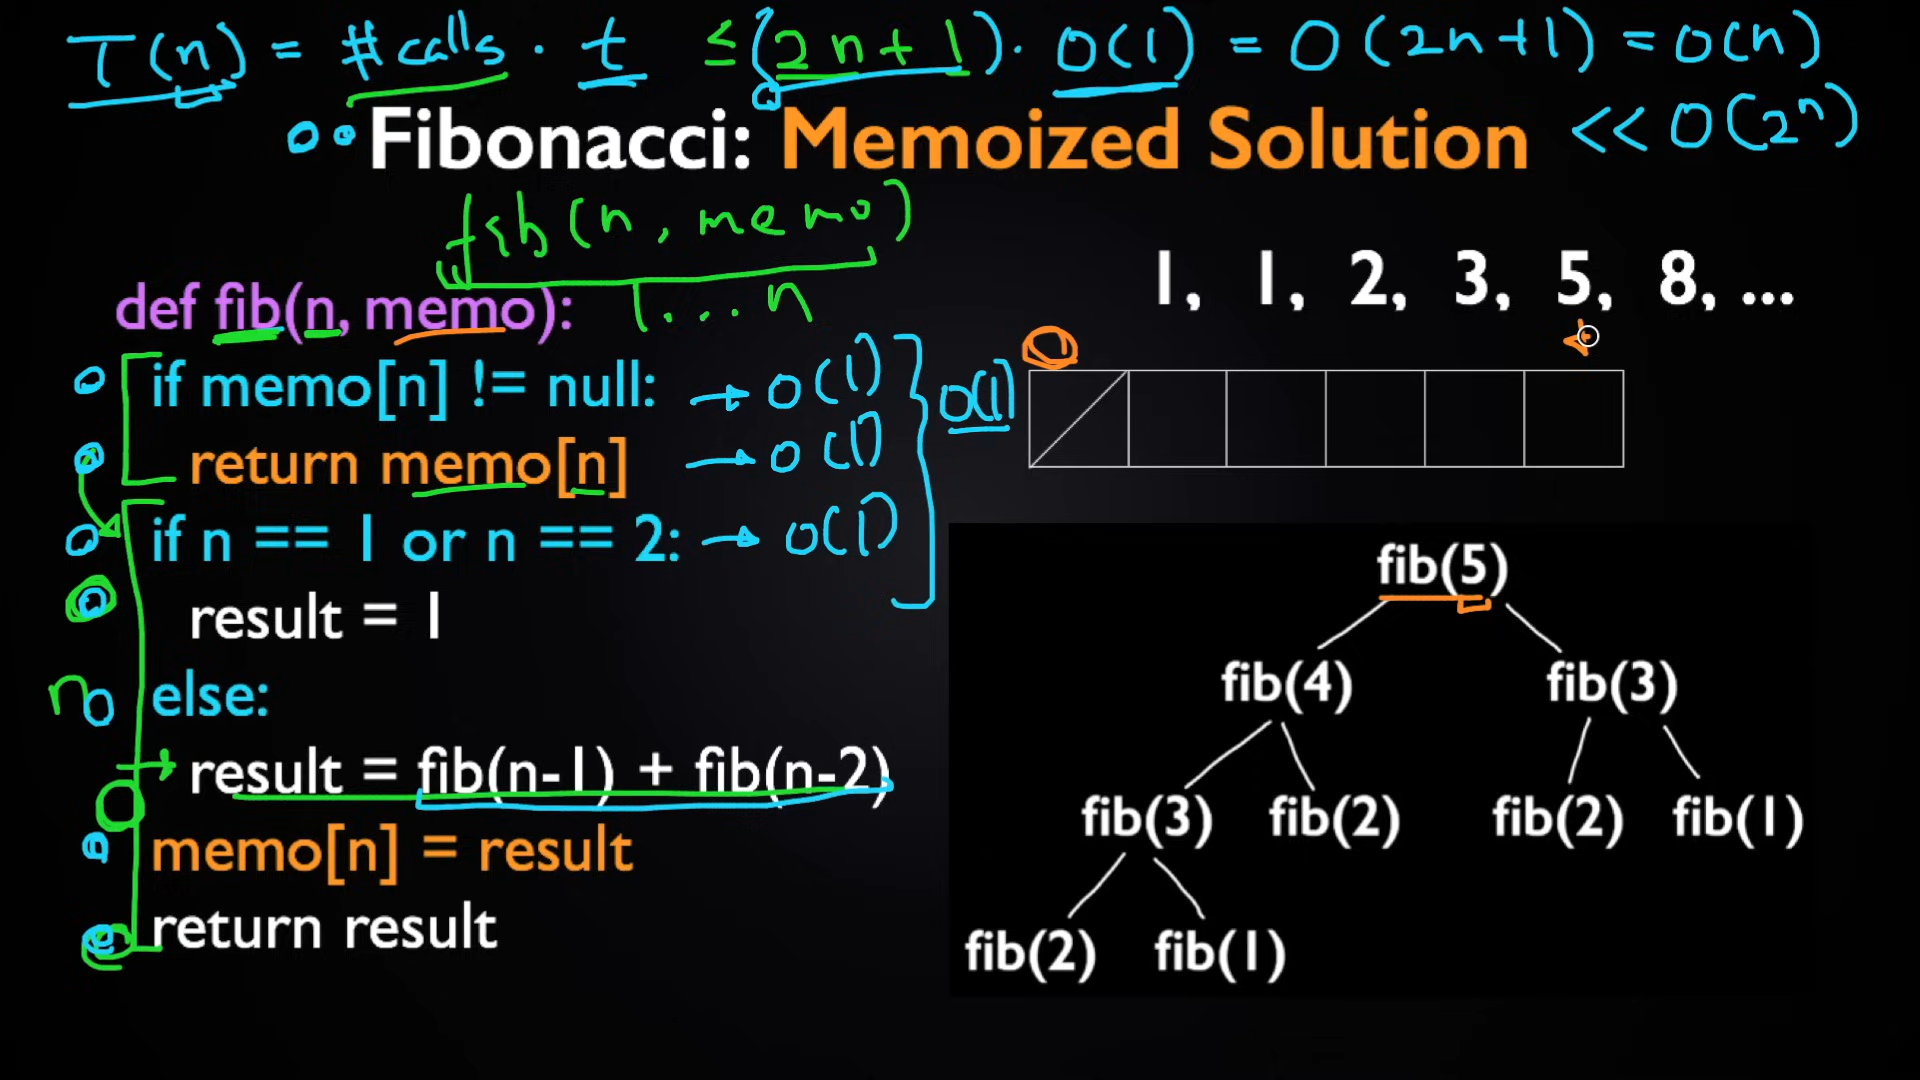 T(n) = #calls · t ≤ (2n+1) · O(1) = O(2n+1) = O(n)
<< O(2ⁿ)
Fibonacci: Memoized Solution
fib(n, memo)
1...n
def fib(n, memo):
if memo[n] != null: → O(1)
return memo[n] → O(1)
if n == 1 or n == 2: → O(1)
O(1)
result = 1
else:
result = fib(n-1) + fib(n-2)
memo[n] = result
return result
1, 1, 2, 3, 5, 8, ...
fib(5)
fib(4) fib(3)
fib(3) fib(2) fib(2) fib(1)
fib(2) fib(1)